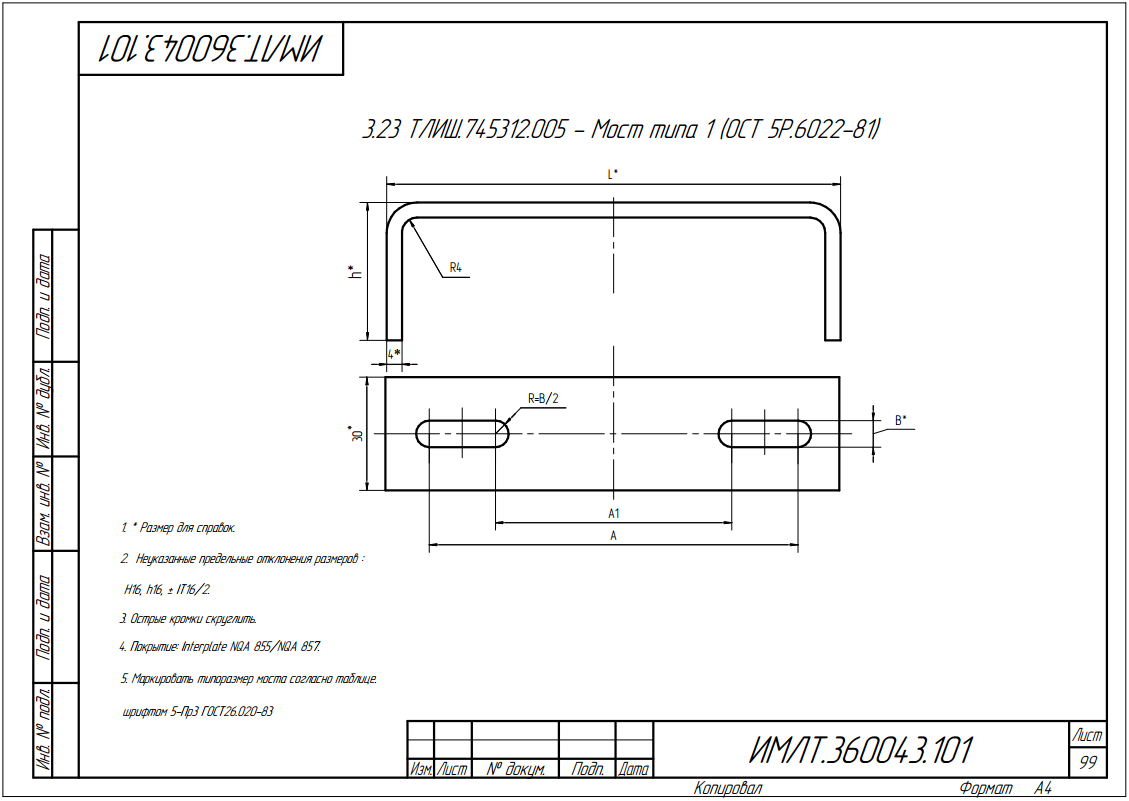 ИМЛТ.360043.101
3.23 ТЛИШ.745312.005 - Мост типа 1 (ОСТ 5Р.6022-81)
L*
h*
R4
4*
R=B/2
B*
30*
A1
A
1. * Размер для справок.
2. Неуказанные предельные отклонения размеров :
H16, h16, ± IT16/2.
3. Острые кромки скруглить.
4. Покрытие: Interplate NQA 855/NQA 857.
5. Маркировать типоразмер моста согласно таблице.
шрифтом 5-Пр3 ГОСТ26.020-83
Подп. и дата
Инв. № дубл.
Взам. инв. №
Подп. и дата
Инв. № подл.
Изм. Лист № докум. Подп. Дата
ИМЛТ.360043.101
Лист
99
Копировал Формат А4